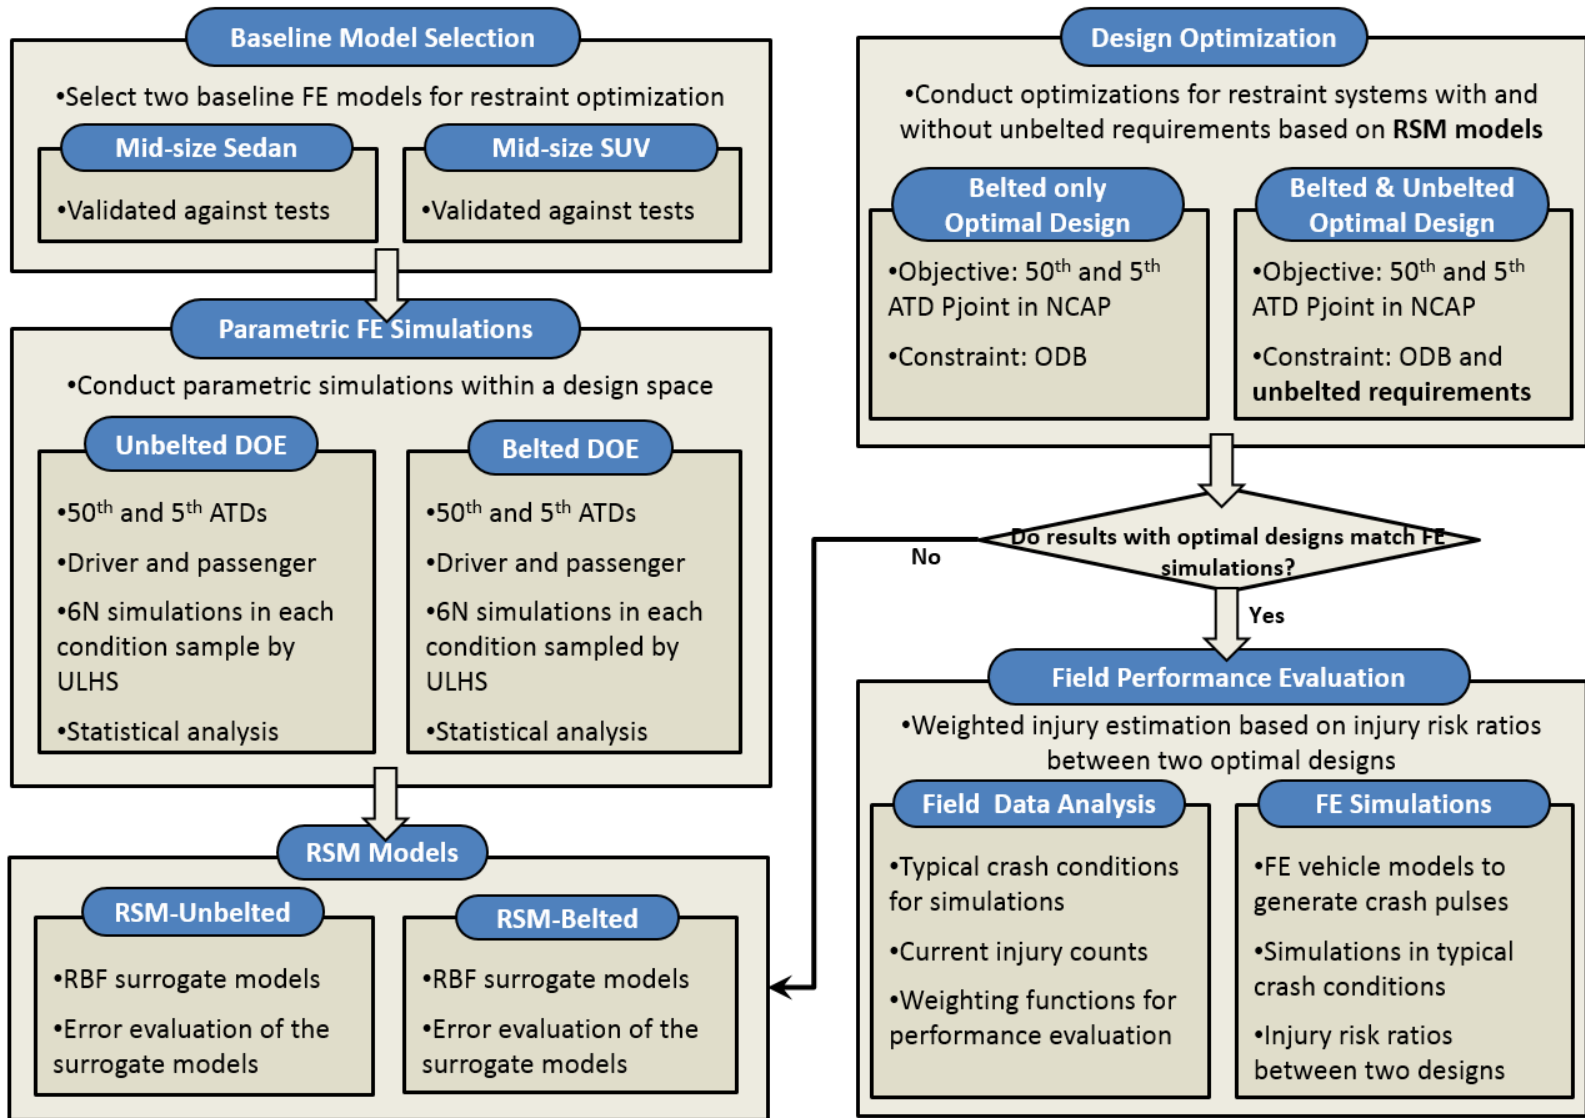 Baseline Model Selection
•Select two baseline FE models for restraint optimization
Mid-size Sedan
•Validated against tests
Mid-size SUV
•Validated against tests
Parametric FE Simulations
•Conduct parametric simulations within a design space
Unbelted DOE
•50th and 5th ATDs
•Driver and passenger
•6N simulations in each
condition sample by
ULHS
•Statistical analysis
Belted DOE
•50th and 5th ATDs
•Driver and passenger
•6N simulations in each
condition sampled by
ULHS
•Statistical analysis
RSM Models
RSM-Unbelted
•RBF surrogate models
•Error evaluation of the
surrogate models
RSM-Belted
•RBF surrogate models
•Error evaluation of the
surrogate models
Design Optimization
•Conduct optimizations for restraint systems with and
without unbelted requirements based on RSM models
Belted only
Optimal Design
•Objective: 50th and 5th
ATD Pjoint in NCAP
•Constraint: ODB
Belted & Unbelted
Optimal Design
•Objective: 50th and 5th
ATD Pjoint in NCAP
•Constraint: ODB and
unbelted requirements
Do results with optimal designs match FE
simulations?
No
Yes
Field Performance Evaluation
•Weighted injury estimation based on injury risk ratios
between two optimal designs
Field Data Analysis
•Typical crash conditions
for simulations
•Current injury counts
•Weighting functions for
performance evaluation
FE Simulations
•FE vehicle models to
generate crash pulses
•Simulations in typical
crash conditions
•Injury risk ratios
between two designs